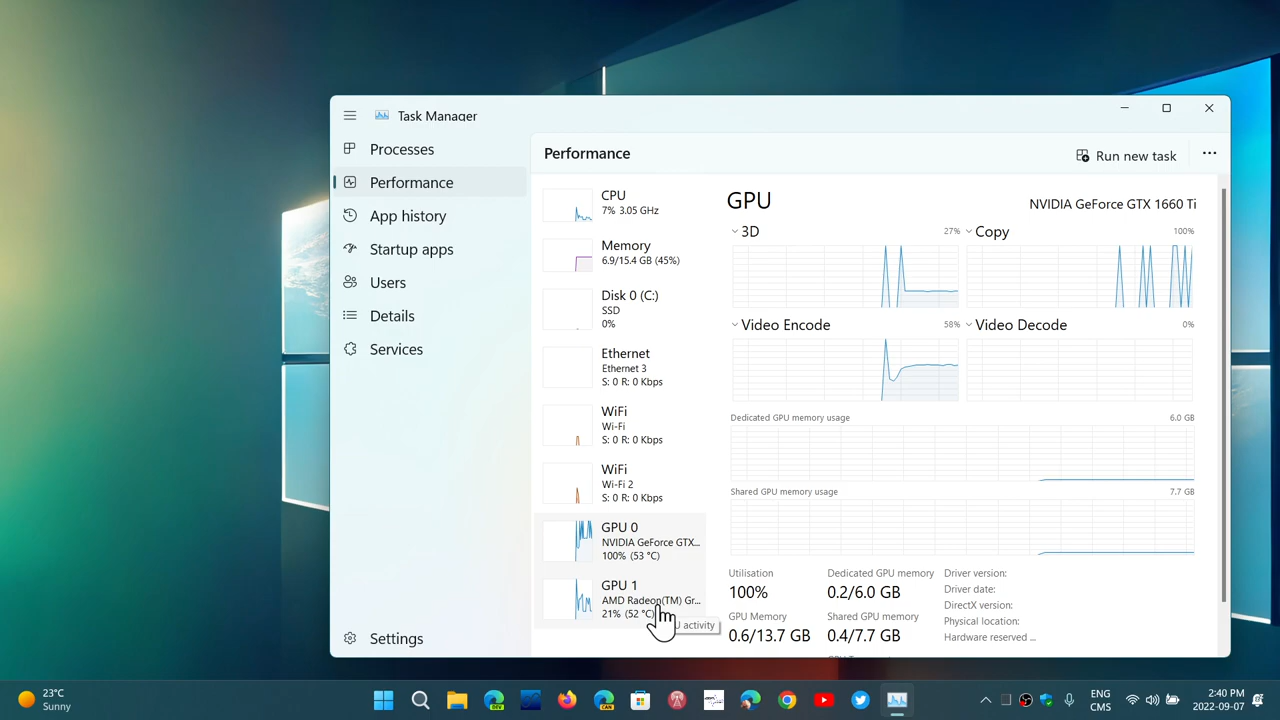 Task Manager
Processes
Performance
App history
Startup apps
Users
Details
Services
Settings
Performance
Run new task
CPU
7% 3.05 GHz
Memory
6.9/15.4 GB (45%)
Disk 0 (C:)
SSD
0%
Ethernet
Ethernet 3
S: 0 R: 0 Kbps
WiFi
Wi-Fi
S: 0 R: 0 Kbps
WiFi
Wi-Fi 2
S: 0 R: 0 Kbps
GPU 0
NVIDIA GeForce GTX...
100% (53 °C)
GPU 1
AMD Radeon(TM) Gr...
21% (52 °C)
activity
GPU
NVIDIA GeForce GTX 1660 Ti
3D 27%
Copy 100%
Video Encode 58%
Video Decode 0%
Dedicated GPU memory usage 6.0 GB
Shared GPU memory usage 7.7 GB
Utilisation
100%
Dedicated GPU memory
0.2/6.0 GB
GPU Memory
0.6/13.7 GB
Shared GPU memory
0.4/7.7 GB
Driver version:
Driver date:
DirectX version:
Physical location:
Hardware reserved ...
23°C
Sunny
DEV
CAN
ENG
CMS
2:40 PM
2022-09-07